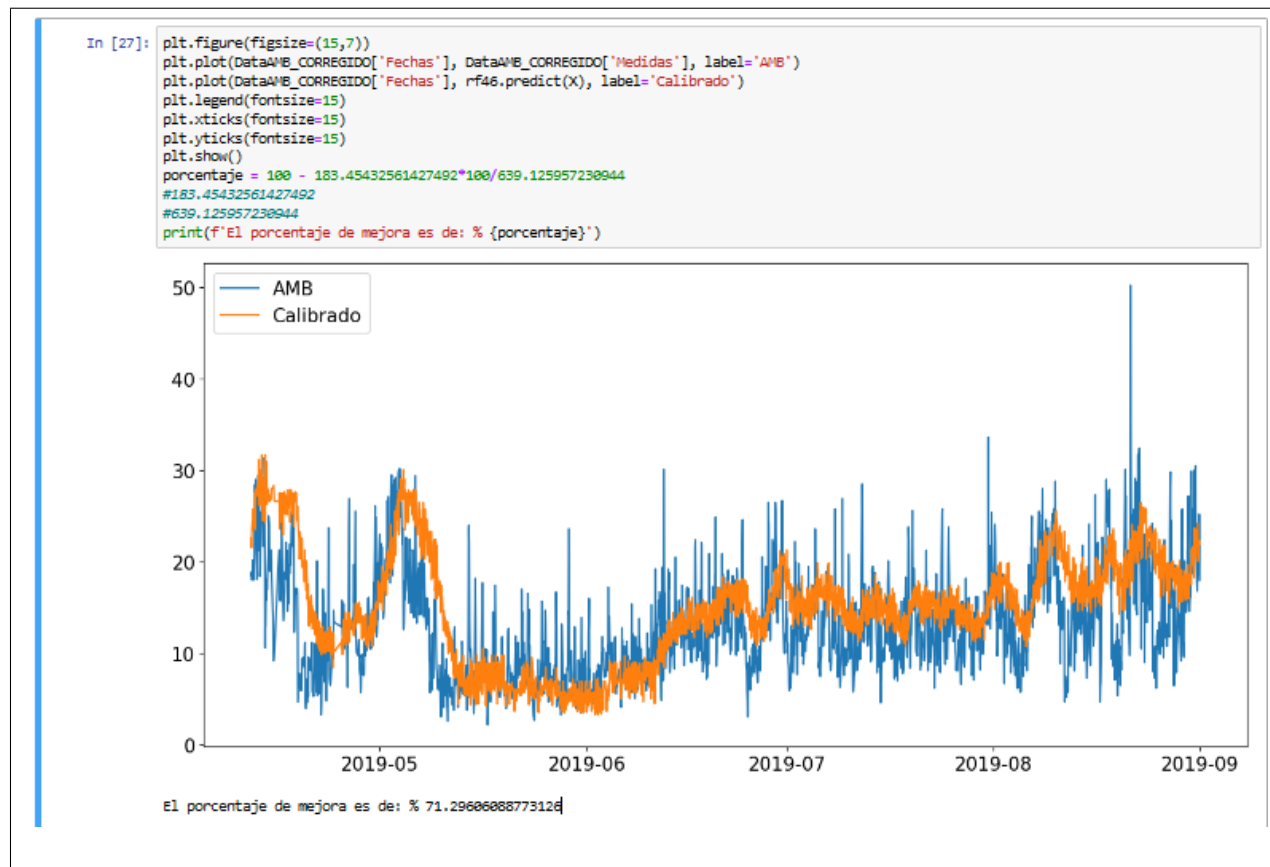 In [27]: plt.figure(figsize=(15,7))
plt.plot(DataAMB_CORREGIDO['Fechas'], DataAMB_CORREGIDO['Medidas'], label='AMB')
plt.plot(DataAMB_CORREGIDO['Fechas'], rf46.predict(X), label='Calibrado')
plt.legend(fontsize=15)
plt.xticks(fontsize=15)
plt.yticks(fontsize=15)
plt.show()
porcentaje = 100 - 183.45432561427492*100/639.125957230944
#183.45432561427492
#639.125957230944
print(f'El porcentaje de mejora es de: % {porcentaje}')
AMB
Calibrado
50
40
30
20
10
0
2019-05 2019-06 2019-07 2019-08 2019-09
El porcentaje de mejora es de: % 71.29606088773126